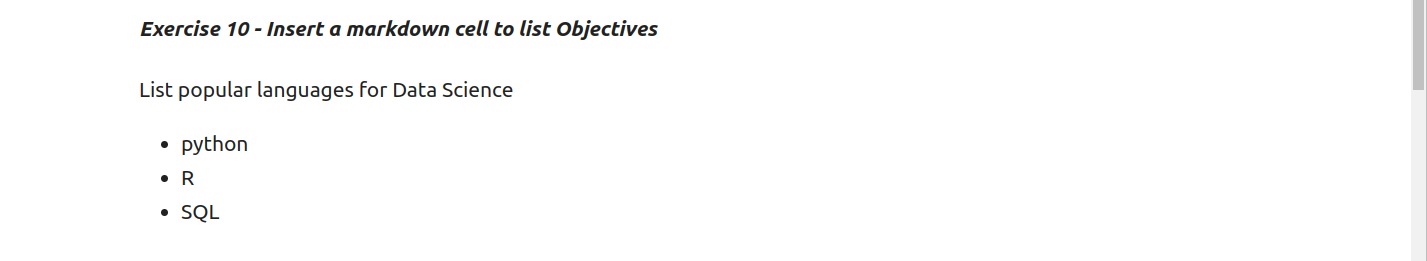 Exercise 10 - Insert a markdown cell to list Objectives
List popular languages for Data Science
• python
• R
• SQL